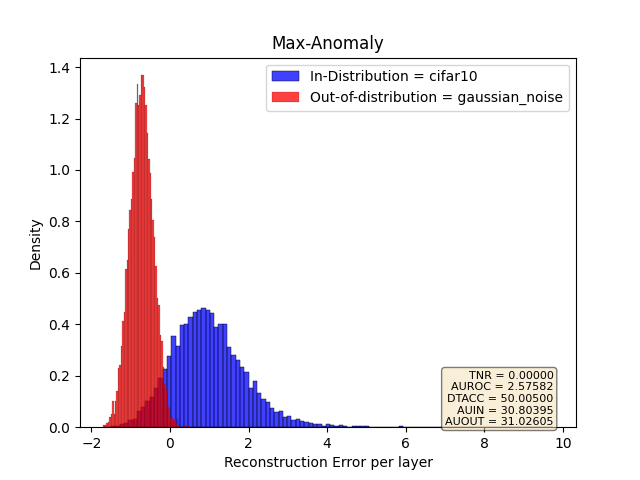 Max-Anomaly
In-Distribution = cifar10
Out-of-distribution = gaussian_noise
Density
1.4
1.2
1.0
0.8
0.6
0.4
0.2
0.0
TNR = 0.00000
AUROC = 2.57582
DTACC = 50.00500
AUIN = 30.80395
AUOUT = 31.02605
−2 0 2 4 6 8 10
Reconstruction Error per layer